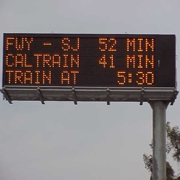 FWY - SJ 52 MIN
CALTRAIN 41 MIN
TRAIN AT 5:30